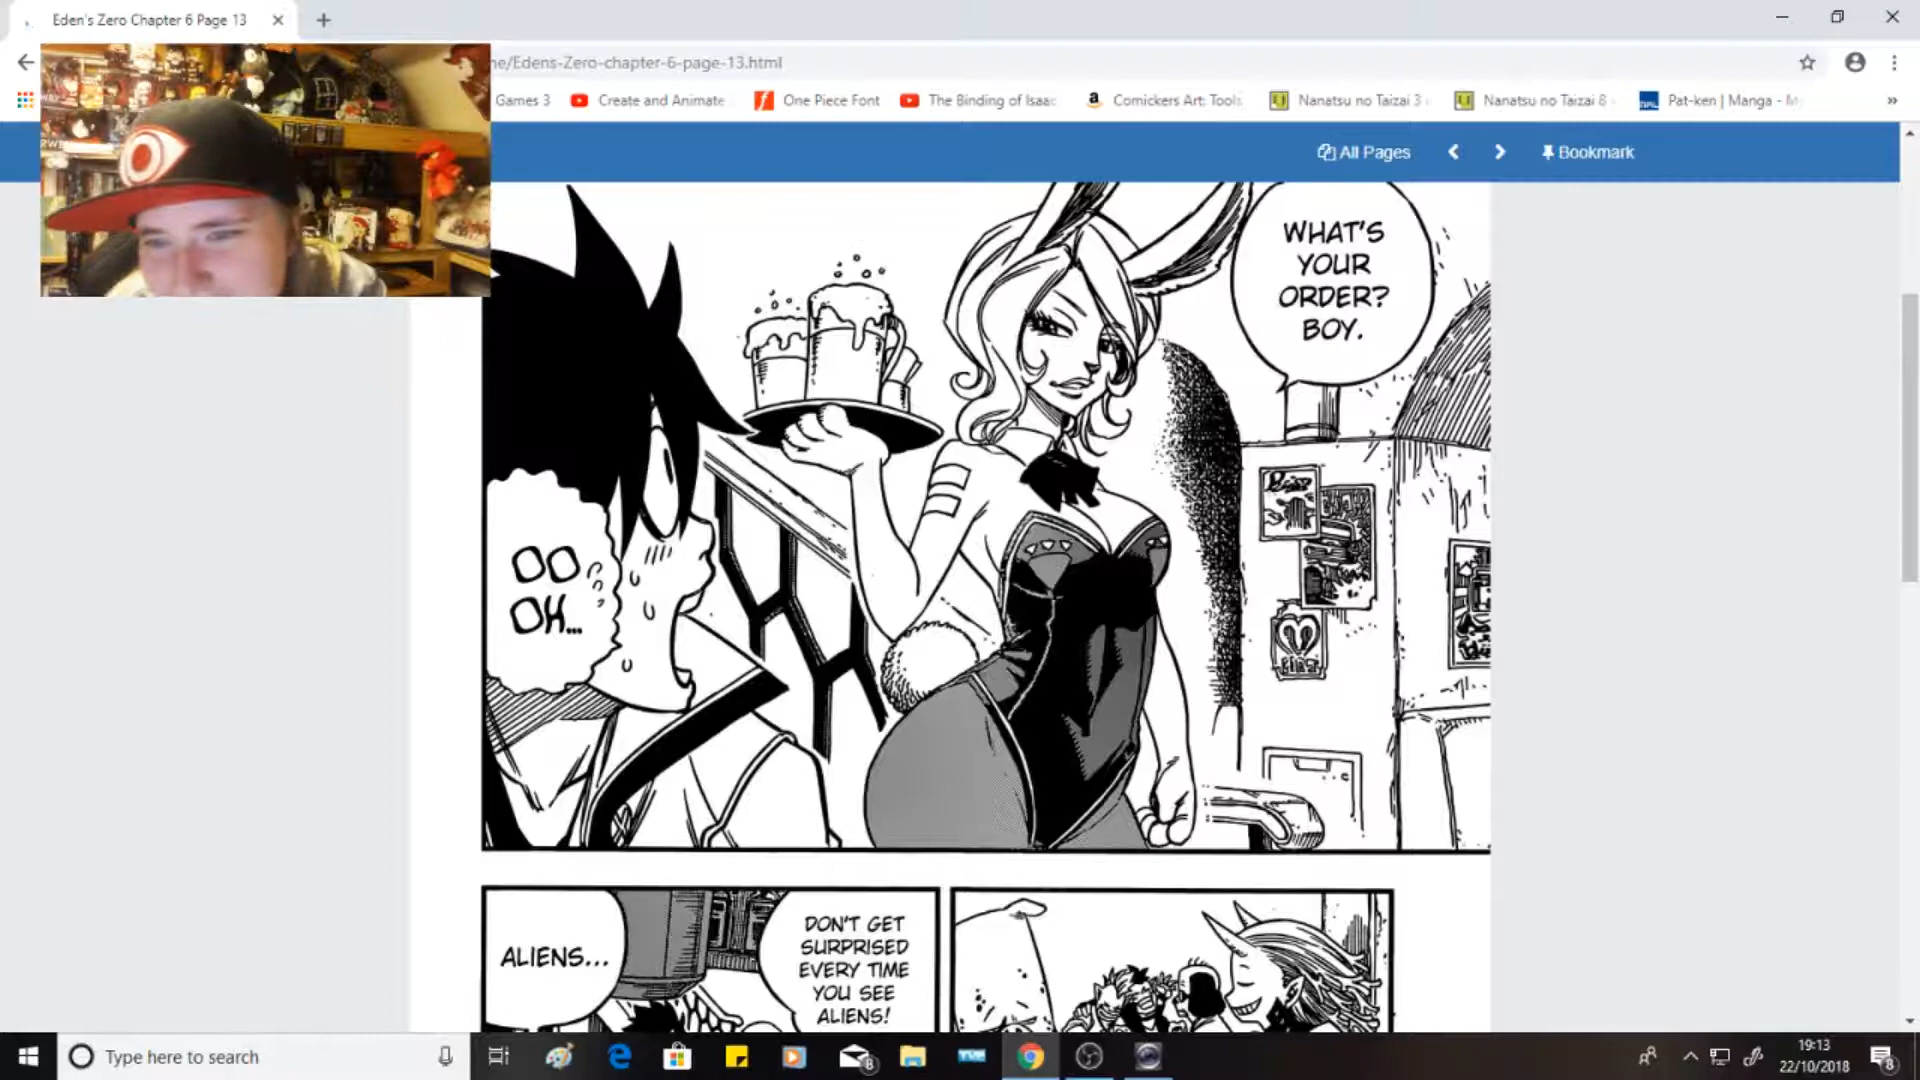 Eden's Zero Chapter 6 Page 13
ne/Edens-Zero-chapter-6-page-13.html
Games 3
Create and Animate
One Piece Font
The Binding of Isaac
Comickers Art: Tools
Nanatsu no Taizai 3
Nanatsu no Taizai 8
Pat-ken | Manga - M
»
All Pages
Bookmark
WHAT'S
YOUR
ORDER?
BOY.
OO
OH...
ALIENS...
DON'T GET
SURPRISED
EVERY TIME
YOU SEE
ALIENS!
Type here to search
8
19:13
22/10/2018
8